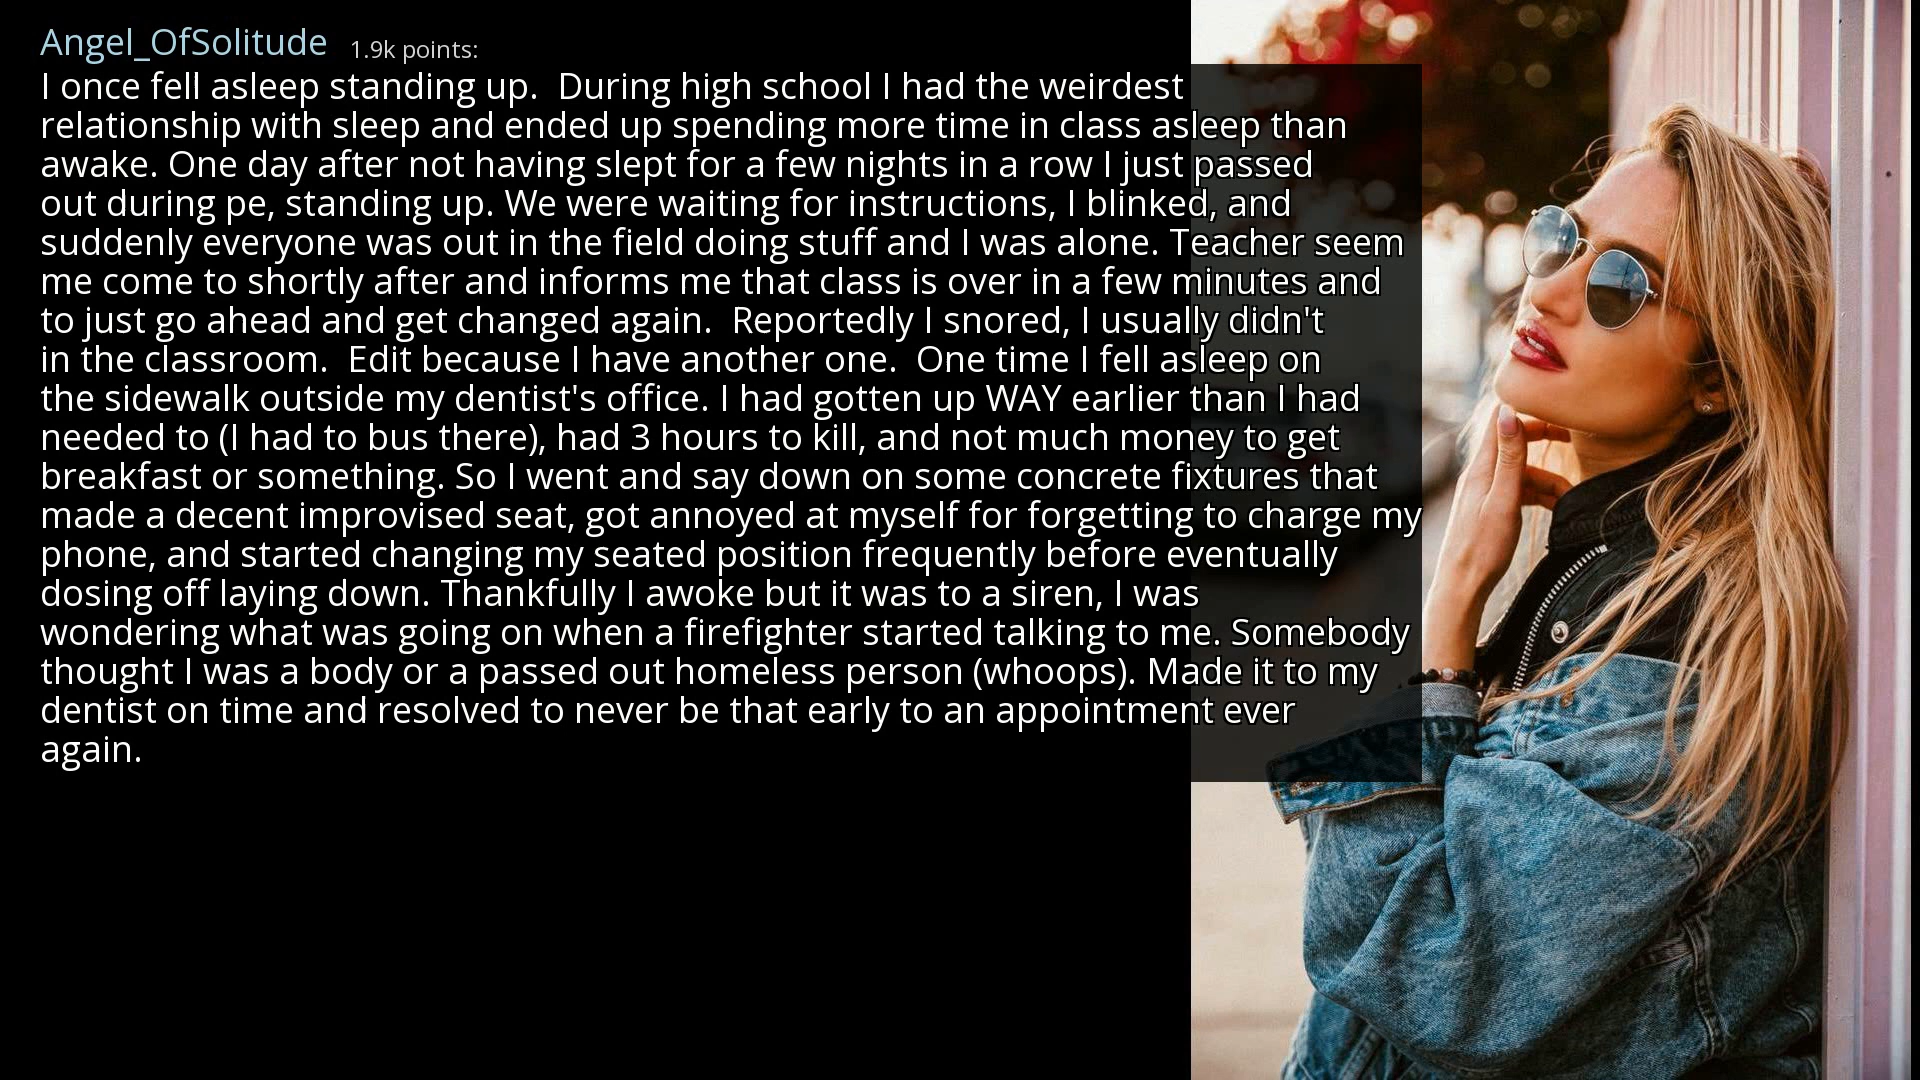 Angel_OfSolitude 1.9k points:
I once fell asleep standing up.  During high school I had the weirdest
relationship with sleep and ended up spending more time in class asleep than
awake. One day after not having slept for a few nights in a row I just passed
out during pe, standing up. We were waiting for instructions, I blinked, and
suddenly everyone was out in the field doing stuff and I was alone. Teacher seem
me come to shortly after and informs me that class is over in a few minutes and
to just go ahead and get changed again.  Reportedly I snored, I usually didn't
in the classroom.  Edit because I have another one.  One time I fell asleep on
the sidewalk outside my dentist's office. I had gotten up WAY earlier than I had
needed to (I had to bus there), had 3 hours to kill, and not much money to get
breakfast or something. So I went and say down on some concrete fixtures that
made a decent improvised seat, got annoyed at myself for forgetting to charge my
phone, and started changing my seated position frequently before eventually
dosing off laying down. Thankfully I awoke but it was to a siren, I was
wondering what was going on when a firefighter started talking to me. Somebody
thought I was a body or a passed out homeless person (whoops). Made it to my
dentist on time and resolved to never be that early to an appointment ever
again.